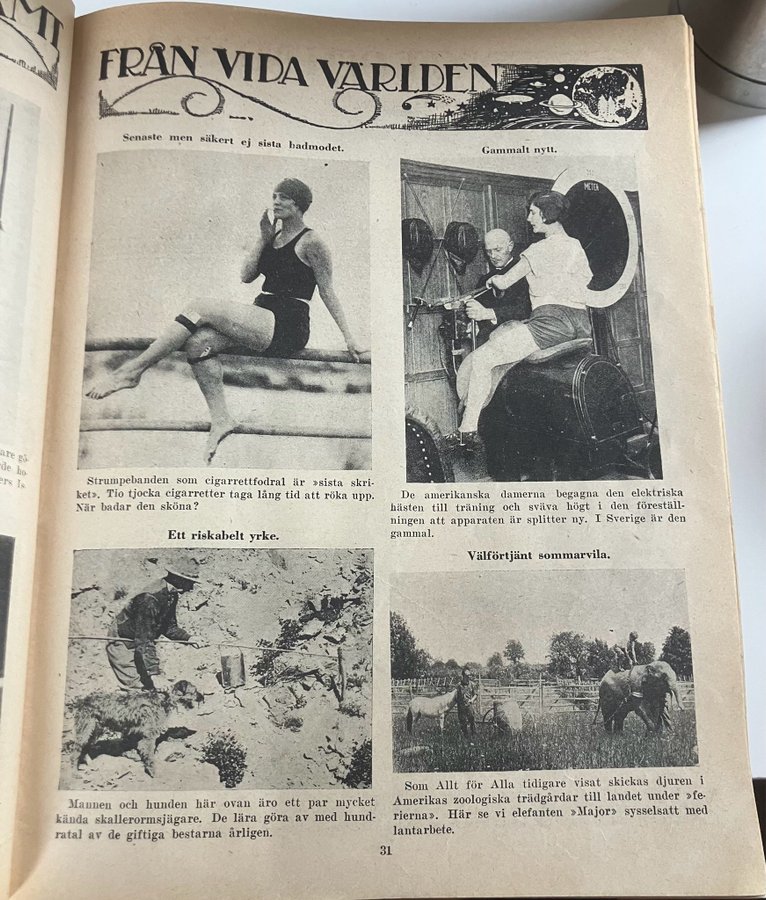 FRÅN VIDA VÄRLDEN
Senaste men säkert ej sista badmodet.
Strumpebanden som cigarrettfodral är »sista skri-
ket». Tio tjocka cigarretter taga lång tid att röka upp.
När badar den sköna?
Gammalt nytt.
METER
De amerikanska damerna begagna den elektriska
hästen till träning och sväva högt i den föreställ-
ningen att apparaten är splitter ny. I Sverige är den
gammal.
Ett riskabelt yrke.
Mannen och hunden här ovan äro ett par mycket
kända skallerormsjägare. De lära göra av med hund-
ratal av de giftiga bestarna årligen.
Välförtjänt sommarvila.
Som Allt för Alla tidigare visat skickas djuren i
Amerikas zoologiska trädgårdar till landet under »fe-
rierna». Här se vi elefanten »Major» sysselsatt med
lantarbete.
31